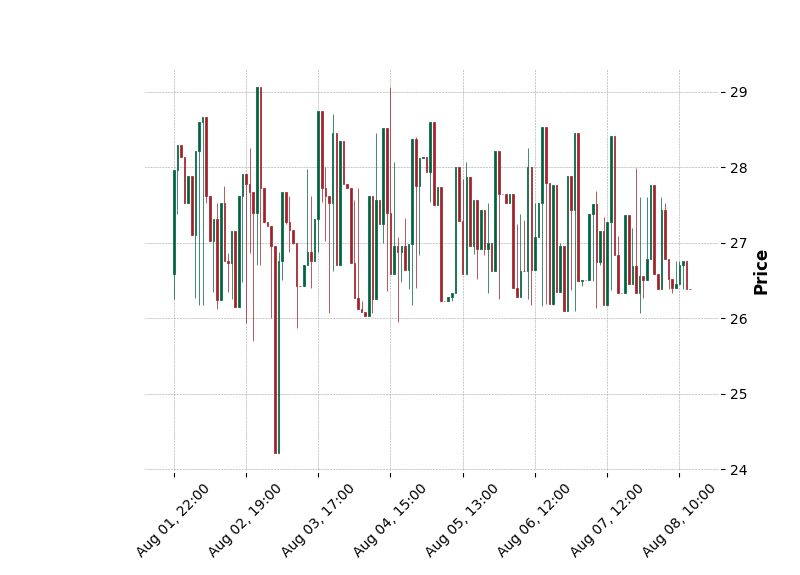 29
28
27
26
25
24
Price
Aug 01, 22:00
Aug 02, 19:00
Aug 03, 17:00
Aug 04, 15:00
Aug 05, 13:00
Aug 06, 12:00
Aug 07, 12:00
Aug 08, 10:00